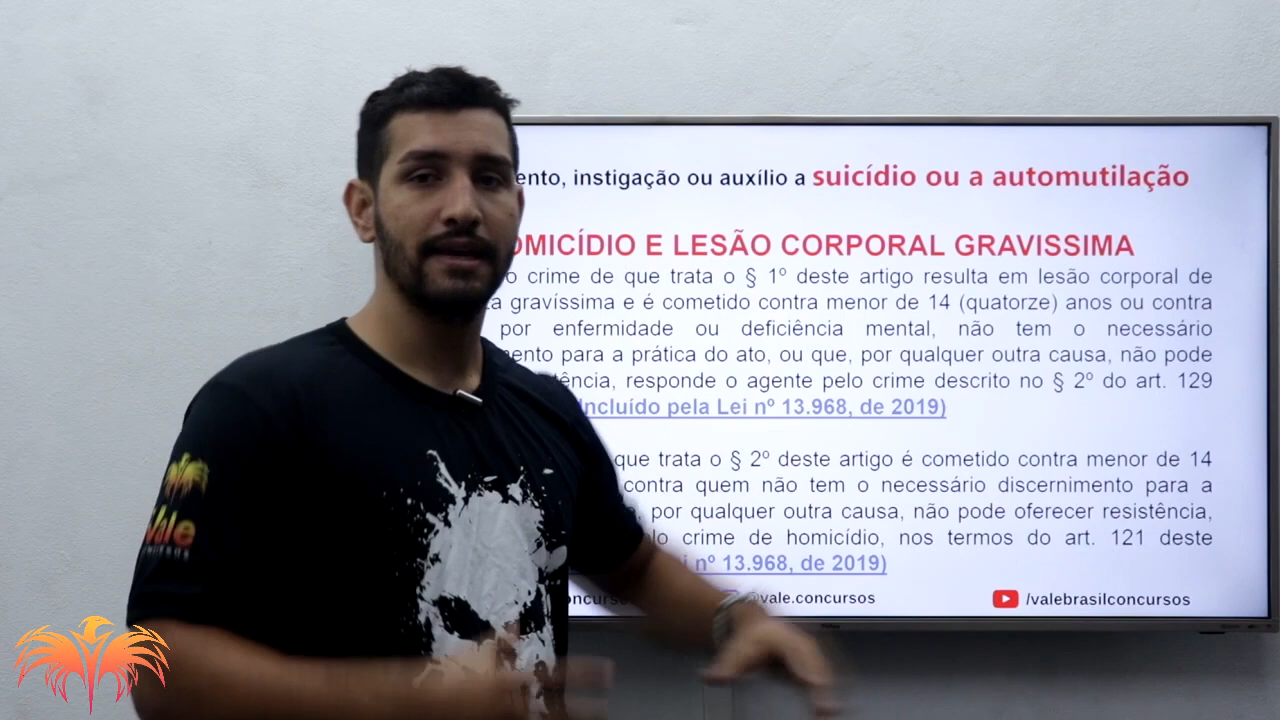 ento, instigação ou auxílio a suicídio ou a automutilação
OMICÍDIO E LESÃO CORPORAL GRAVISSIMA
o crime de que trata o § 1º deste artigo resulta em lesão corporal de
gravíssima e é cometido contra menor de 14 (quatorze) anos ou contra
por enfermidade ou deficiência mental, não tem o necessário
mento para a prática do ato, ou que, por qualquer outra causa, não pode
tência, responde o agente pelo crime descrito no § 2º do art. 129
Incluído pela Lei nº 13.968, de 2019)
que trata o § 2º deste artigo é cometido contra menor de 14
contra quem não tem o necessário discernimento para a
, por qualquer outra causa, não pode oferecer resistência,
lo crime de homicídio, nos termos do art. 121 deste
i nº 13.968, de 2019)
oncurs
@vale.concursos
/valebrasilconcursos
Vale